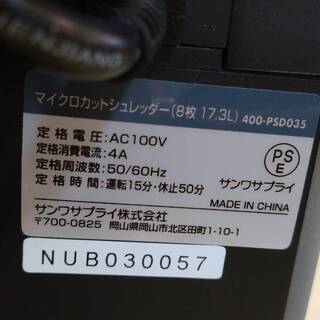 マイクロカットシュレッダー(8枚 17.3L) 400-PSD035
定格電圧:AC100V
定格消費電流:4A
定格周波数:50/60Hz
定格時間:運転15分・休止50分
PS
E
サンワサプライ
MADE IN CHINA
サンワサプライ株式会社
〒700-0825 岡山県岡山市北区田町1-10-1
NUB030057